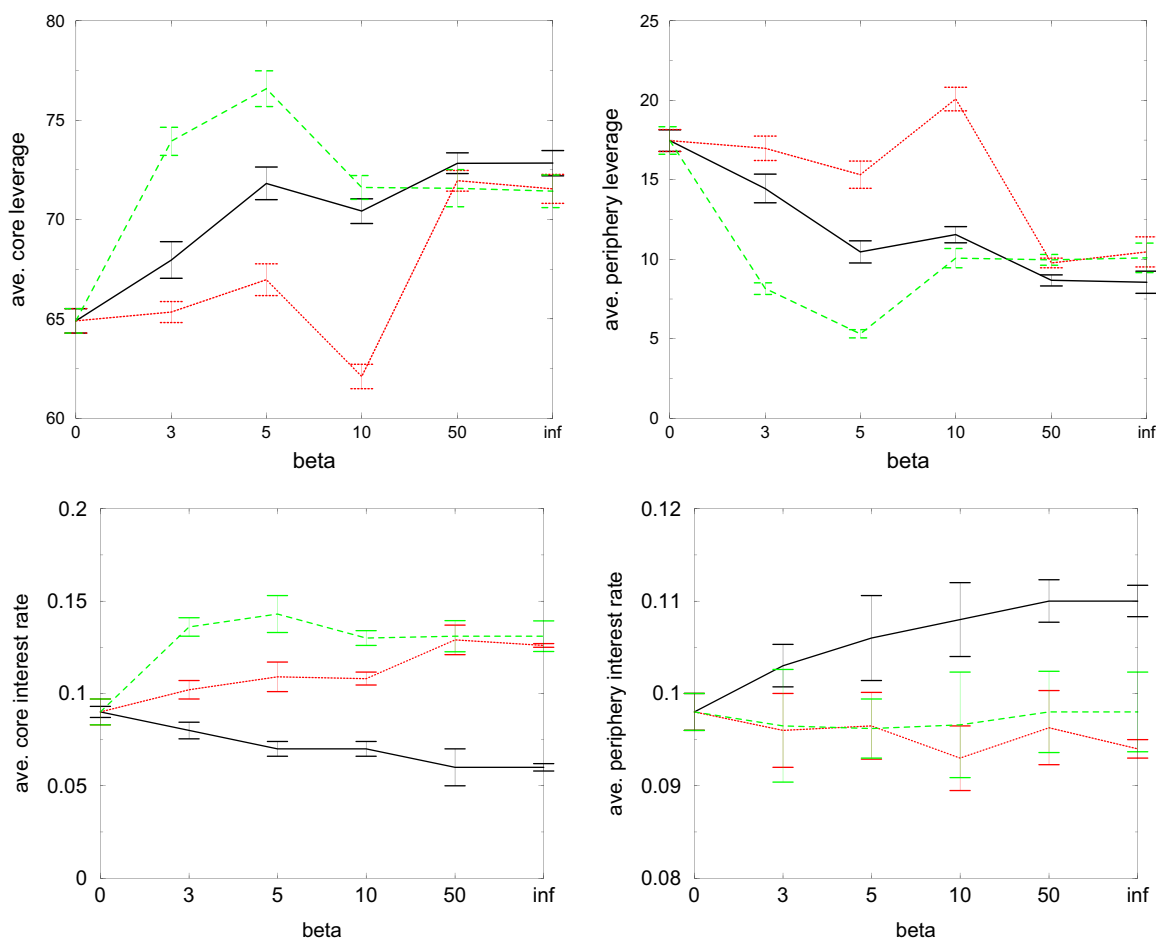 80
75
70
65
60
ave. core leverage
0 3 5 10 50 inf
beta
25
20
15
10
5
0
ave. periphery leverage
0 3 5 10 50 inf
beta
0.2
0.15
0.1
0.05
0
ave. core interest rate
0 3 5 10 50 inf
beta
0.12
0.11
0.1
0.09
0.08
ave. periphery interest rate
0 3 5 10 50 inf
beta